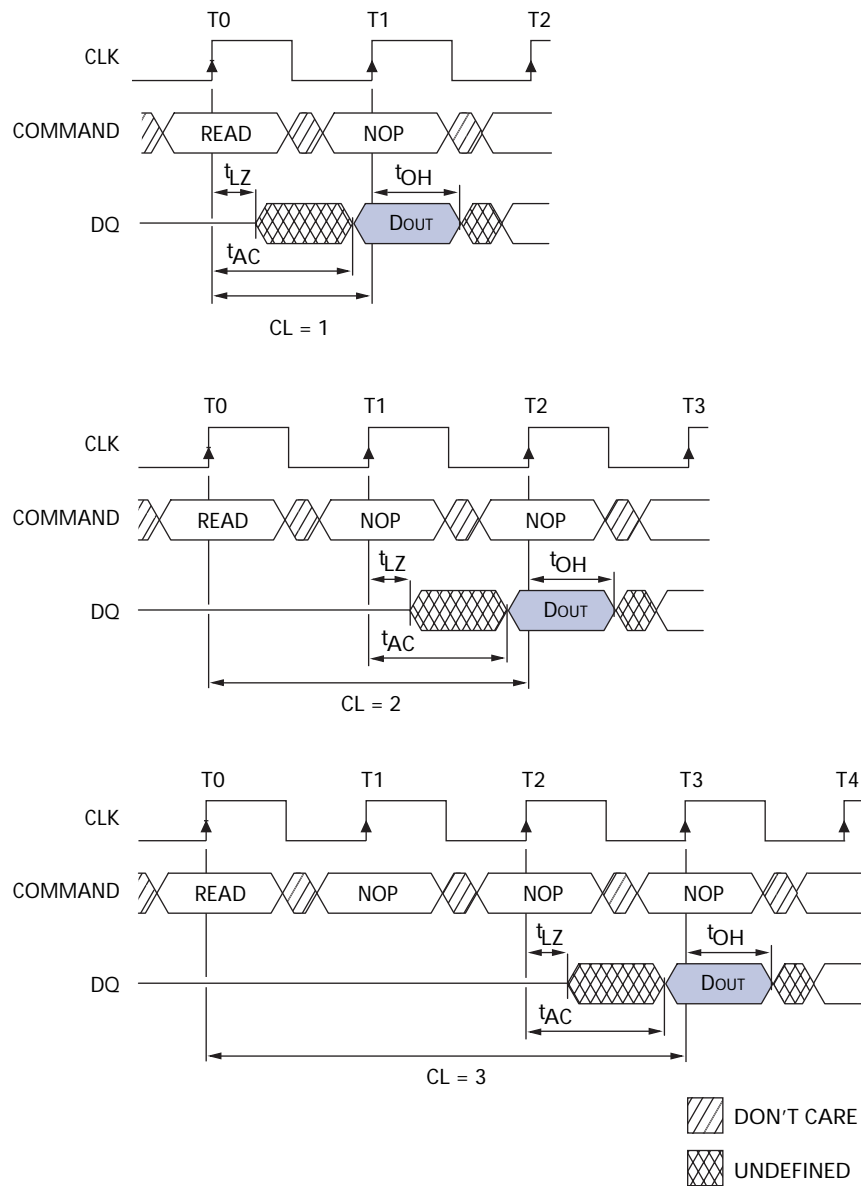 T0 T1 T2
CLK
COMMAND READ NOP
tLZ tOH
DQ DOUT
tAC
CL = 1
T0 T1 T2 T3
CLK
COMMAND READ NOP NOP
tLZ tOH
DQ DOUT
tAC
CL = 2
T0 T1 T2 T3 T4
CLK
COMMAND READ NOP NOP NOP
tLZ tOH
DQ DOUT
tAC
CL = 3
DON'T CARE
UNDEFINED